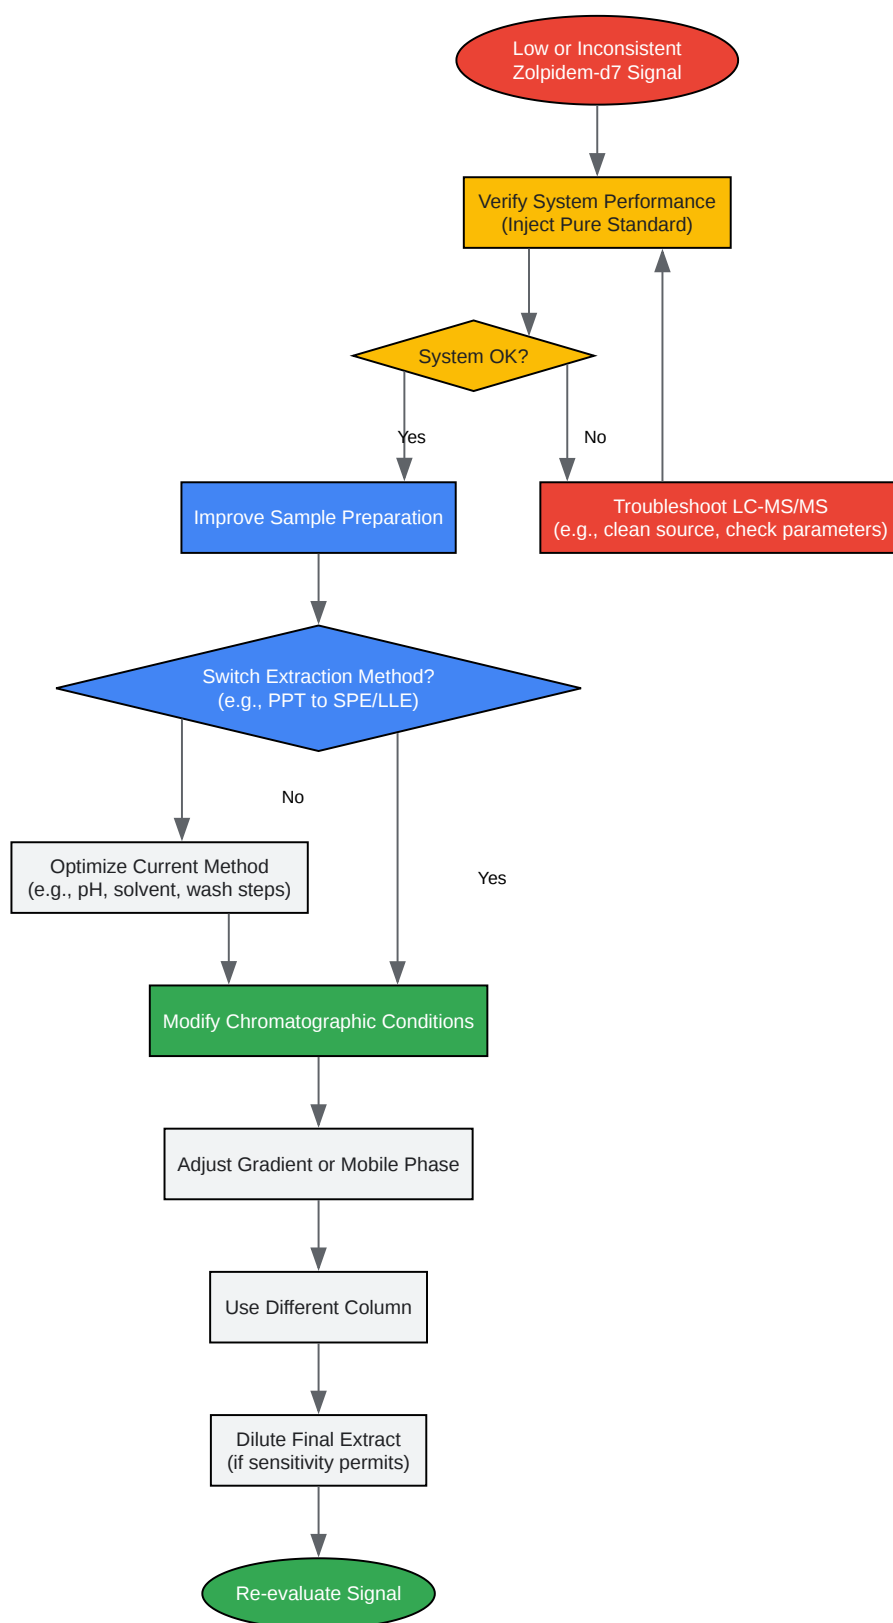 Low or Inconsistent
Zolpidem-d7 Signal
Verify System Performance
(Inject Pure Standard)
System OK?
Yes
No
Improve Sample Preparation
Troubleshoot LC-MS/MS
(e.g., clean source, check parameters)
Switch Extraction Method?
(e.g., PPT to SPE/LLE)
No
Optimize Current Method
(e.g., pH, solvent, wash steps)
Yes
Modify Chromatographic Conditions
Adjust Gradient or Mobile Phase
Use Different Column
Dilute Final Extract
(if sensitivity permits)
Re-evaluate Signal